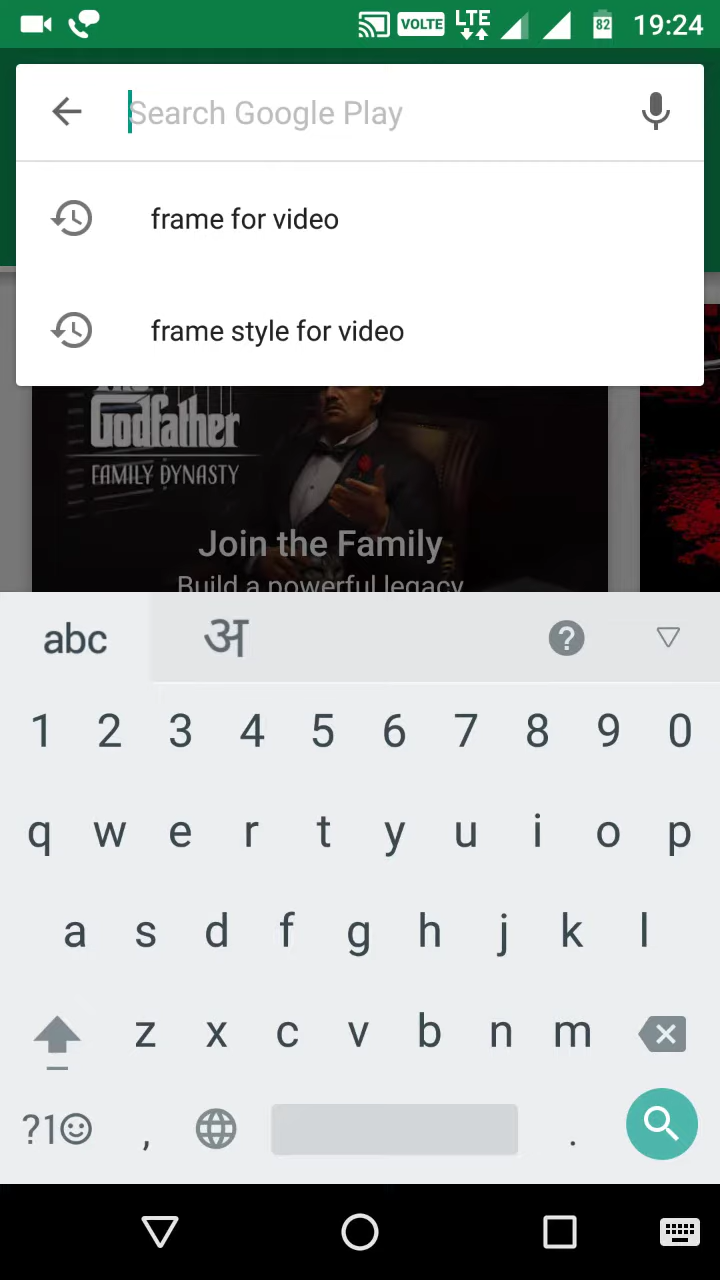 VOLTE LTE 82 19:24
Search Google Play
frame for video
frame style for video
Godfather
FAMILY DYNASTY
Join the Family
Build a powerful legacy
abc अ ?
1 2 3 4 5 6 7 8 9 0
q w e r t y u i o p
a s d f g h j k l
z x c v b n m
?1☺ , .